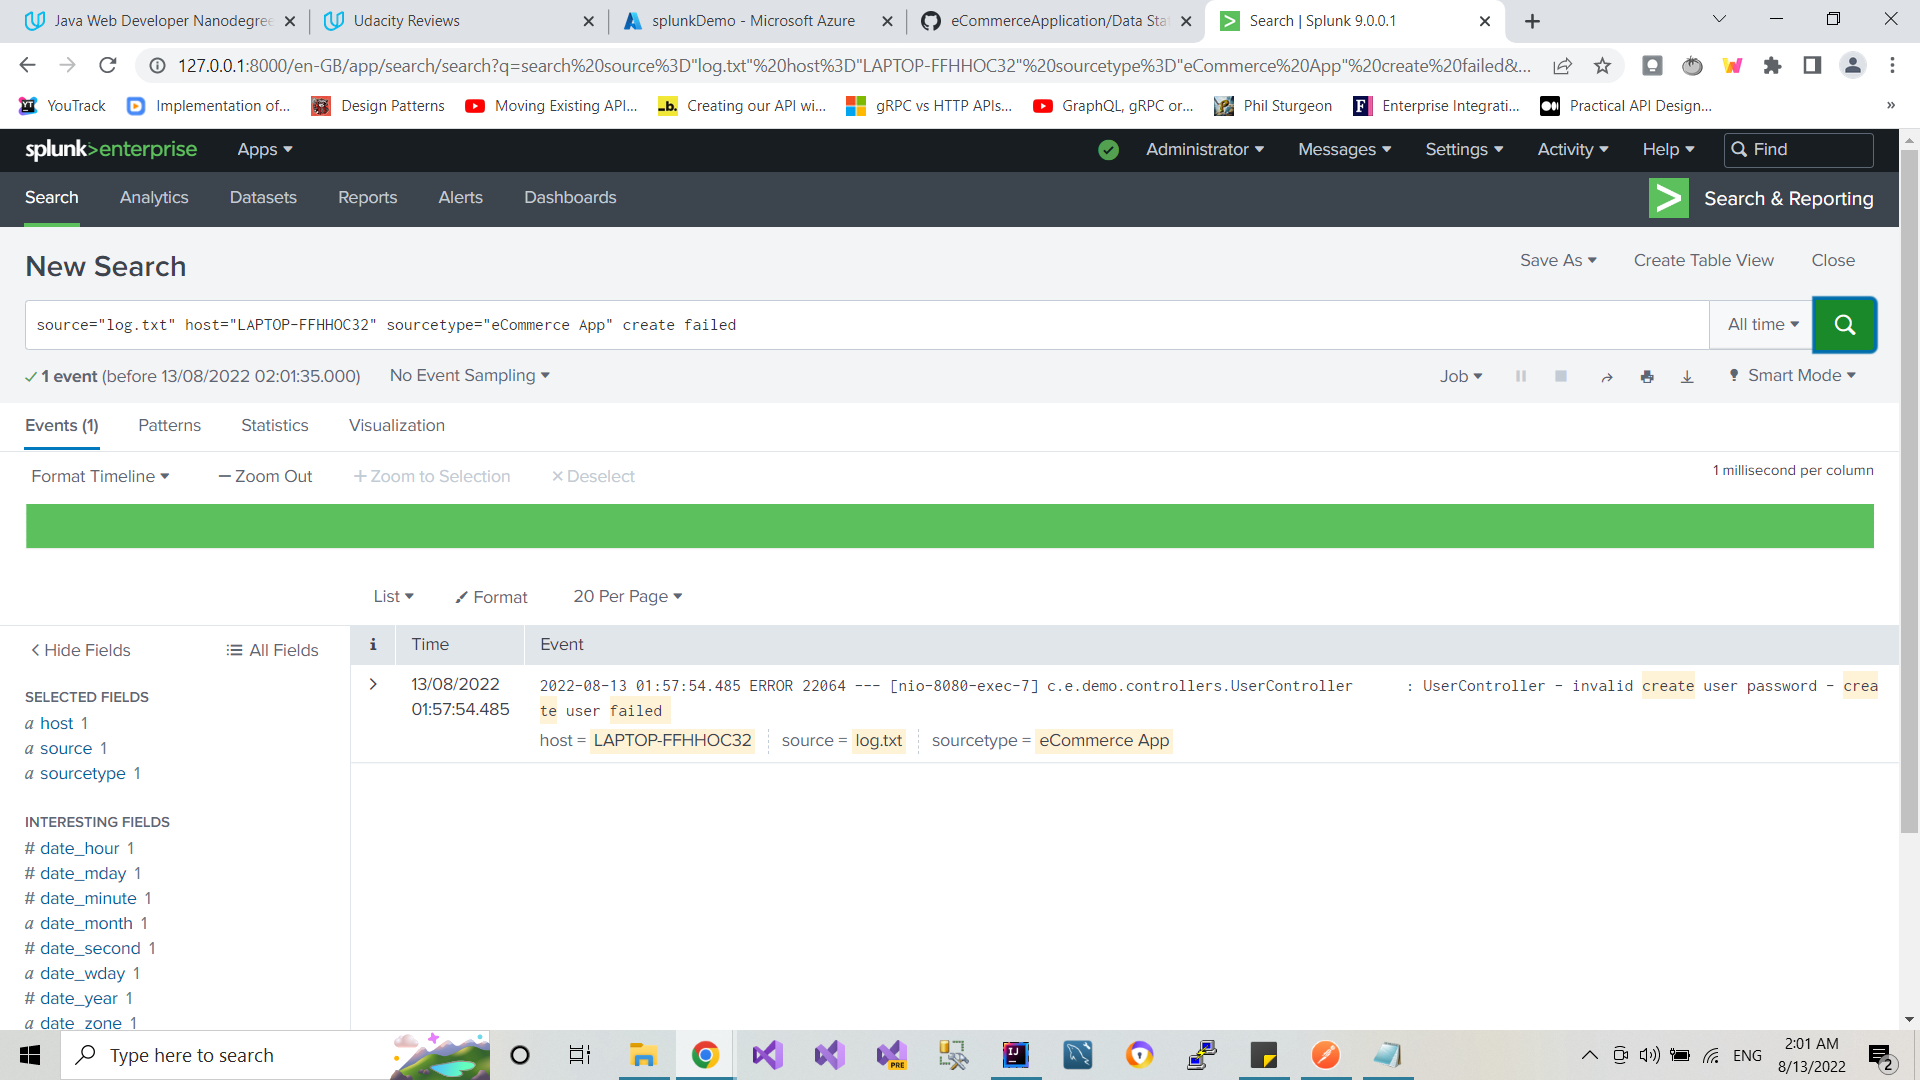 Java Web Developer Nanodegree
Udacity Reviews
splunkDemo - Microsoft Azure
eCommerceApplication/Data Stat
Search | Splunk 9.0.0.1
127.0.0.1:8000/en-GB/app/search/search?q=search%20source%3D"log.txt"%20host%3D"LAPTOP-FFHHOC32"%20sourcetype%3D"eCommerce%20App"%20create%20failed&...
YouTrack
Implementation of...
Design Patterns
Moving Existing API...
Creating our API wi...
gRPC vs HTTP APIs...
GraphQL, gRPC or...
Phil Sturgeon
Enterprise Integrati...
Practical API Design...
»
splunk>enterprise
Apps
Administrator
Messages
Settings
Activity
Help
Find
Search
Analytics
Datasets
Reports
Alerts
Dashboards
Search & Reporting
New Search
Save As
Create Table View
Close
source="log.txt" host="LAPTOP-FFHHOC32" sourcetype="eCommerce App" create failed
All time
1 event (before 13/08/2022 02:01:35.000)
No Event Sampling
Job
Smart Mode
Events (1)
Patterns
Statistics
Visualization
Format Timeline
— Zoom Out
+ Zoom to Selection
× Deselect
1 millisecond per column
List
Format
20 Per Page
< Hide Fields
All Fields
i
Time
Event
SELECTED FIELDS
a host 1
a source 1
a sourcetype 1
INTERESTING FIELDS
# date_hour 1
# date_mday 1
# date_minute 1
a date_month 1
# date_second 1
a date_wday 1
# date_year 1
a date_zone 1
>
13/08/2022
01:57:54.485
2022-08-13 01:57:54.485 ERROR 22064 --- [nio-8080-exec-7] c.e.demo.controllers.UserController : UserController - invalid create user password - crea
te user failed
host = LAPTOP-FFHHOC32
source = log.txt
sourcetype = eCommerce App
Type here to search
PRE
IJ
ENG
2:01 AM
8/13/2022
2